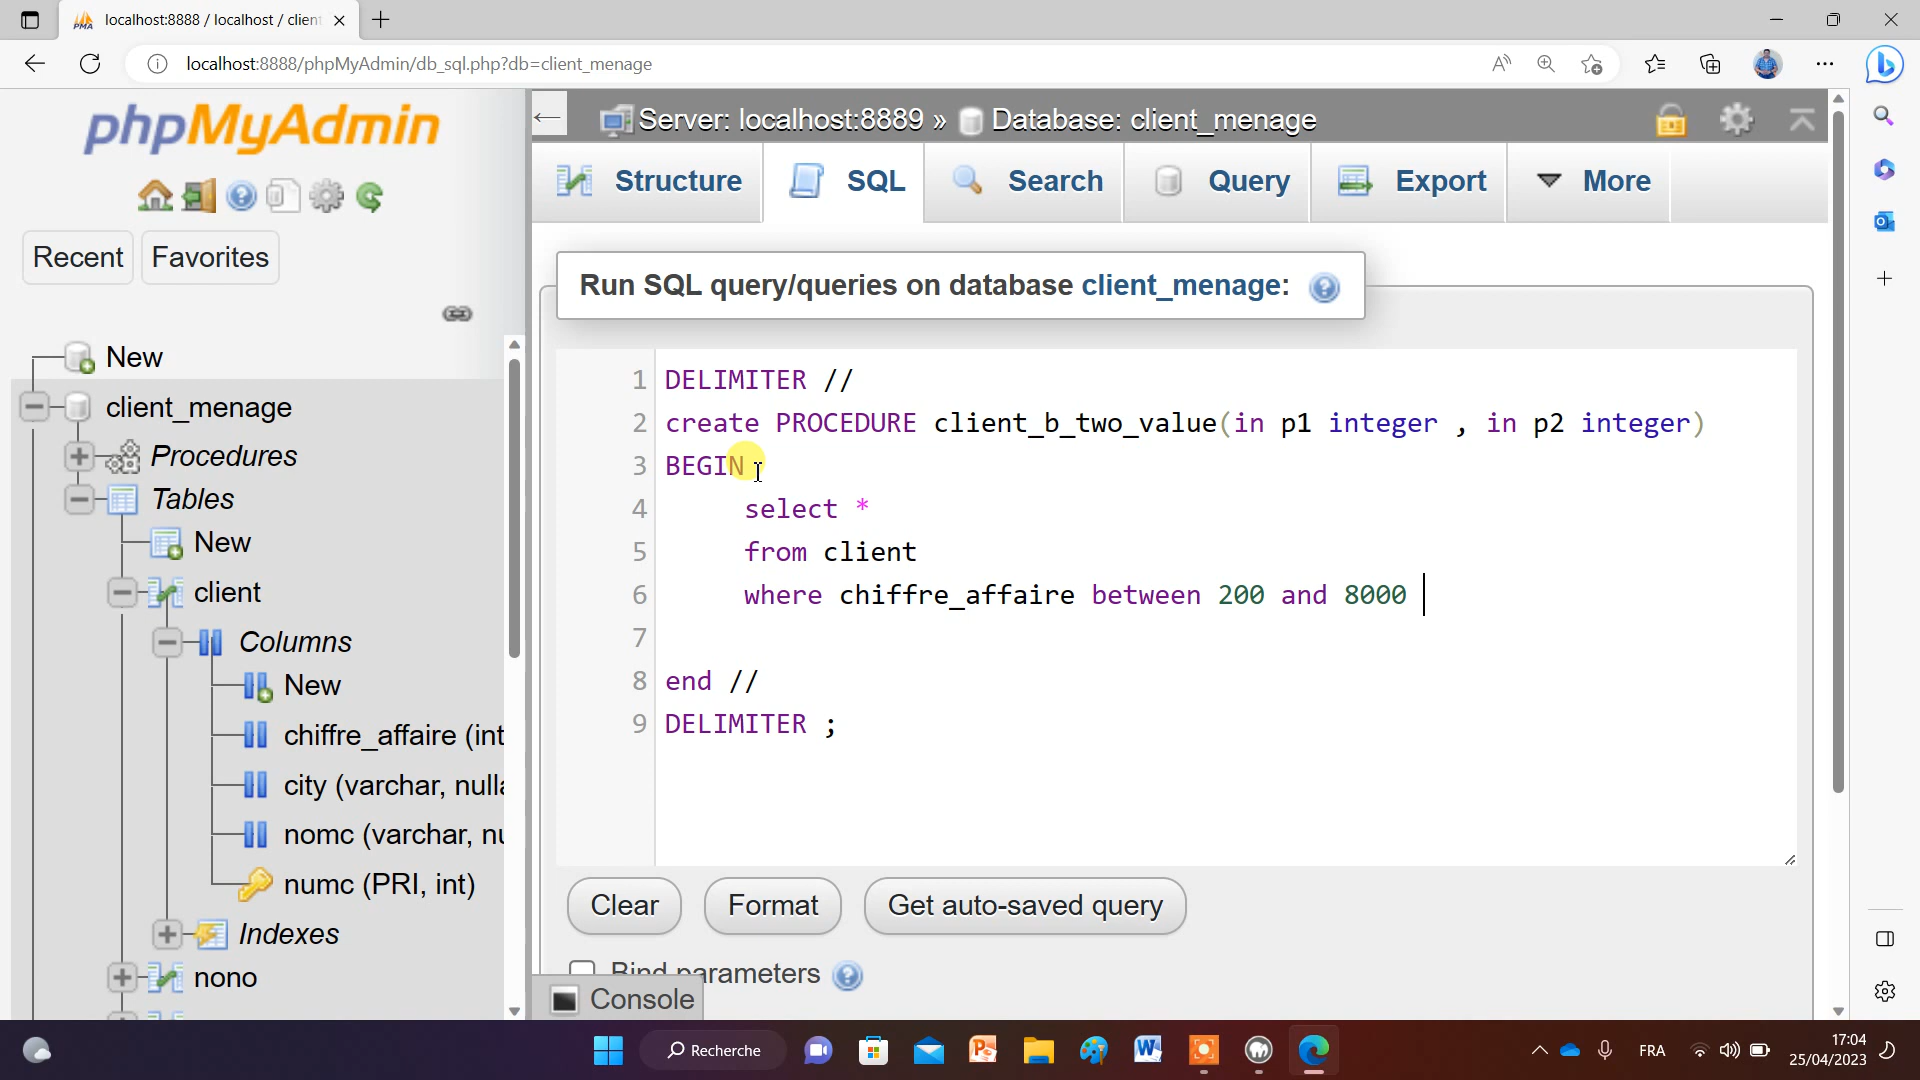 localhost:8888 / localhost / client
localhost:8888/phpMyAdmin/db_sql.php?db=client_menage
phpMyAdmin
Recent Favorites
New
client_menage
Procedures
Tables
New
client
Columns
New
chiffre_affaire (int
city (varchar, nulla
nomc (varchar, nu
numc (PRI, int)
Indexes
nono
Server: localhost:8889 » Database: client_menage
Structure SQL Search Query Export More
Run SQL query/queries on database client_menage:
1 DELIMITER //
2 create PROCEDURE client_b_two_value(in p1 integer , in p2 integer)
3 BEGIN
4 select *
5 from client
6 where chiffre_affaire between 200 and 8000
7
8 end //
9 DELIMITER ;
Clear Format Get auto-saved query
Bind parameters
Console
Recherche
FRA
17:04
25/04/2023